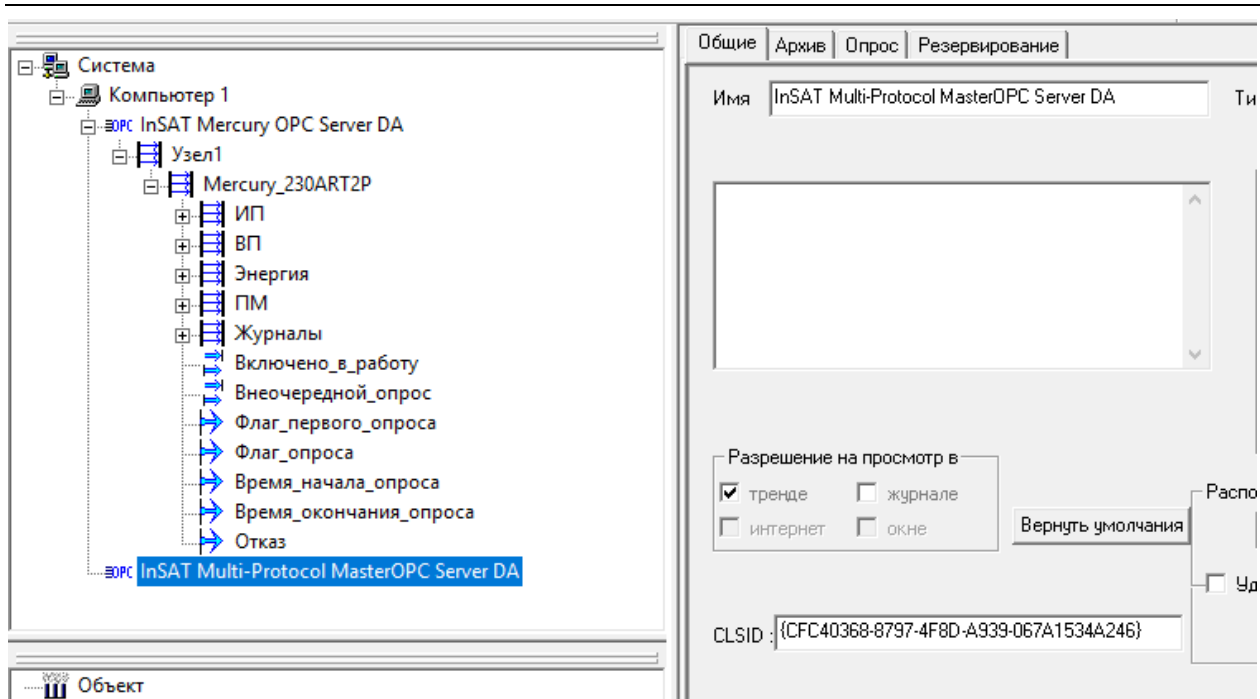 Система
Компьютер 1
OPC InSAT Mercury OPC Server DA
Узел1
Mercury_230ART2P
ИП
ВП
Энергия
ПМ
Журналы
Включено_в_работу
Внеочередной_опрос
Флаг_первого_опроса
Флаг_опроса
Время_начала_опроса
Время_окончания_опроса
Отказ
OPC InSAT Multi-Protocol MasterOPC Server DA
Объект
Общие Архив Опрос Резервирование
Имя InSAT Multi-Protocol MasterOPC Server DA Ти
Разрешение на просмотр в
тренде журнале
интернет окне
Вернуть умолчания
Распо
Уд
CLSID : {CFC40368-8797-4F8D-A939-067A1534A246}